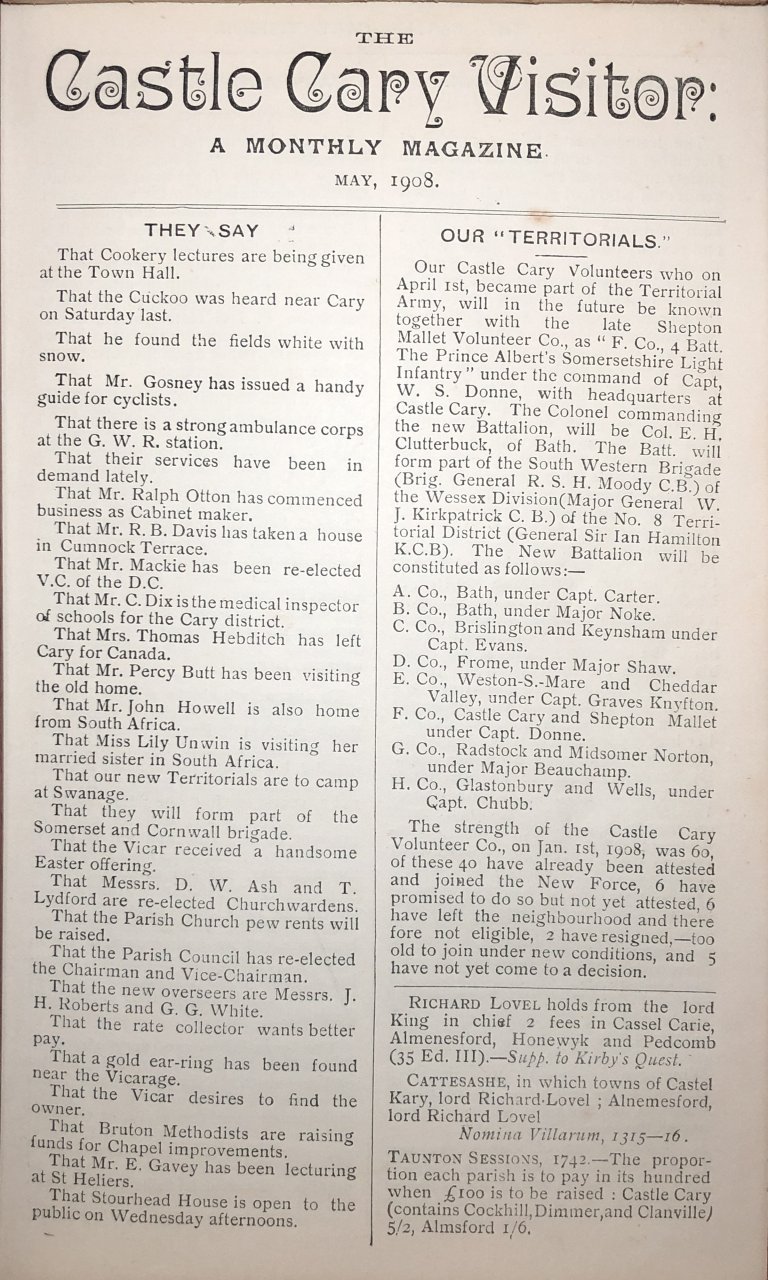 THE
Castle Cary Visitor:
A MONTHLY MAGAZINE.
MAY, 1908.
THEY SAY
That Cookery lectures are being given
at the Town Hall.
That the Cuckoo was heard near Cary
on Saturday last.
That he found the fields white with
snow.
That Mr. Gosney has issued a handy
guide for cyclists.
That there is a strong ambulance corps
at the G. W. R. station.
That their services have been in
demand lately.
That Mr. Ralph Otton has commenced
business as Cabinet maker.
That Mr. R. B. Davis has taken a house
in Cumnock Terrace.
That Mr. Mackie has been re-elected
V.C. of the D.C.
That Mr. C. Dix is the medical inspector
of schools for the Cary district.
That Mrs. Thomas Hebditch has left
Cary for Canada.
That Mr. Percy Butt has been visiting
the old home.
That Mr. John Howell is also home
from South Africa.
That Miss Lily Unwin is visiting her
married sister in South Africa.
That our new Territorials are to camp
at Swanage.
That they will form part of the
Somerset and Cornwall brigade.
That the Vicar received a handsome
Easter offering.
That Messrs. D. W. Ash and T.
Lydford are re-elected Churchwardens.
That the Parish Church pew rents will
be raised.
That the Parish Council has re-elected
the Chairman and Vice-Chairman.
That the new overseers are Messrs. J.
H. Roberts and G. G. White.
That the rate collector wants better
pay.
That a gold ear-ring has been found
near the Vicarage.
That the Vicar desires to find the
owner.
That Bruton Methodists are raising
funds for Chapel improvements.
That Mr. E. Gavey has been lecturing
at St Heliers.
That Stourhead House is open to the
public on Wednesday afternoons.
OUR "TERRITORIALS."
Our Castle Cary Volunteers who on
April 1st, became part of the Territorial
Army, will in the future be known
together with the late Shepton
Mallet Volunteer Co., as " F. Co., 4 Batt.
The Prince Albert's Somersetshire Light
Infantry " under the command of Capt,
W. S. Donne, with headquarters at
Castle Cary. The Colonel commanding
the new Battalion, will be Col. E. H.
Clutterbuck, of Bath. The Batt. will
form part of the South Western Brigade
(Brig. General R. S. H. Moody C.B.) of
the Wessex Division(Major General W.
J. Kirkpatrick C. B.) of the No. 8 Terri-
torial District (General Sir Ian Hamilton
K.C.B). The New Battalion will be
constituted as follows:—
A. Co., Bath, under Capt. Carter.
B. Co., Bath, under Major Noke.
C. Co., Brislington and Keynsham under
Capt. Evans.
D. Co., Frome, under Major Shaw.
E. Co., Weston-S.-Mare and Cheddar
Valley, under Capt. Graves Knyfton.
F. Co., Castle Cary and Shepton Mallet
under Capt. Donne.
G. Co., Radstock and Midsomer Norton,
under Major Beauchamp.
H. Co., Glastonbury and Wells, under
Qapt. Chubb.
The strength of the Castle Cary
Volunteer Co., on Jan. 1st, 1908, was 60,
of these 40 have already been attested
and joined the New Force, 6 have
promised to do so but not yet attested, 6
have left the neighbourhood and there
fore not eligible, 2 have resigned,—too
old to join under new conditions, and 5
have not yet come to a decision.
RICHARD LOVEL holds from the lord
King in chief 2 fees in Cassel Carie,
Almenesford, Honewyk and Pedcomb
(35 Ed. III).—Supp. to Kirby's Quest.
CATTESASHE, in which towns of Castel
Kary, lord Richard Lovel ; Alnemesford,
lord Richard Lovel
Nomina Villarum, 1315—16.
TAUNTON SESSIONS, 1742.—The propor-
tion each parish is to pay in its hundred
when £100 is to be raised : Castle Cary
(contains Cockhill, Dimmer, and Clanville)
5/2, Almsford 1/6.